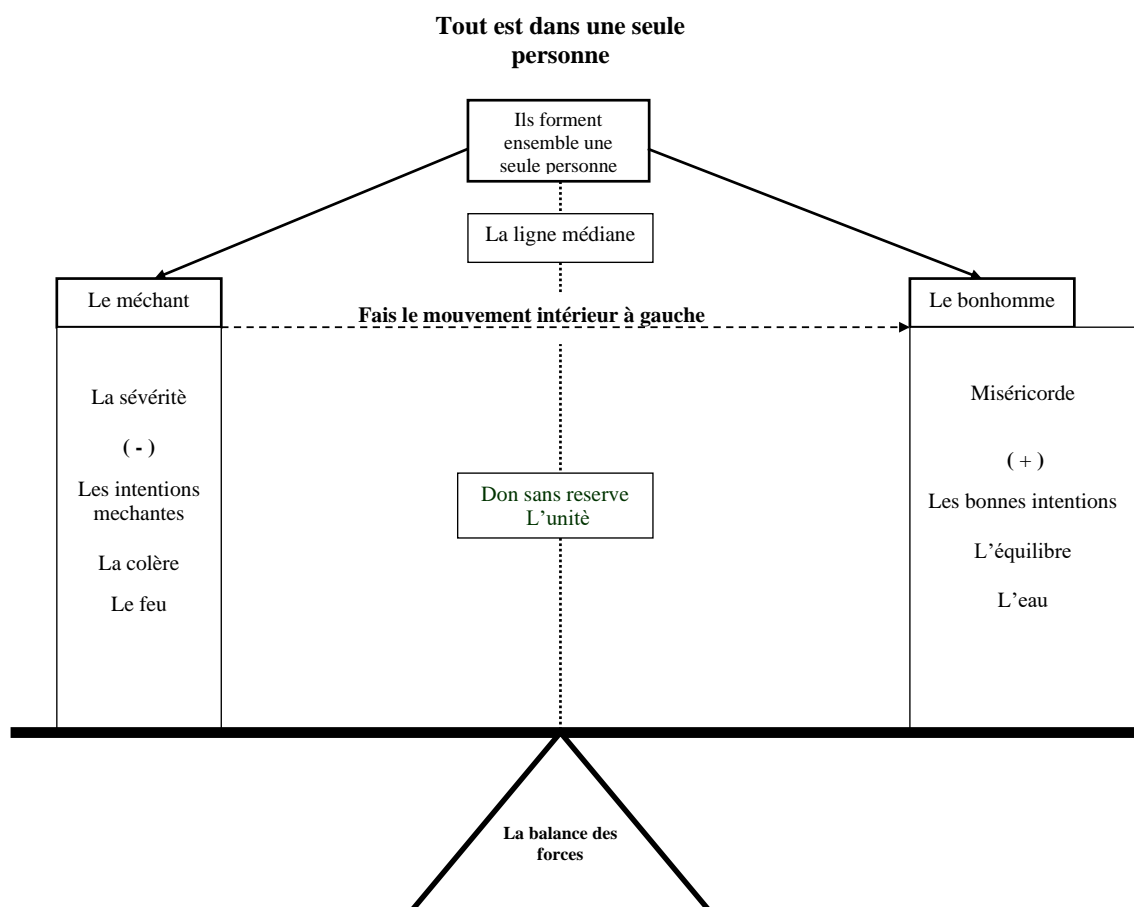 Tout est dans une seule
personne
Ils forment
ensemble une
seule personne
La ligne médiane
Le méchant
Le bonhomme
Fais le mouvement intérieur à gauche
La sévéritè
( - )
Les intentions
mechantes
La colère
Le feu
Don sans reserve
L’unitè
Miséricorde
( + )
Les bonnes intentions
L’équilibre
L’eau
La balance des
forces